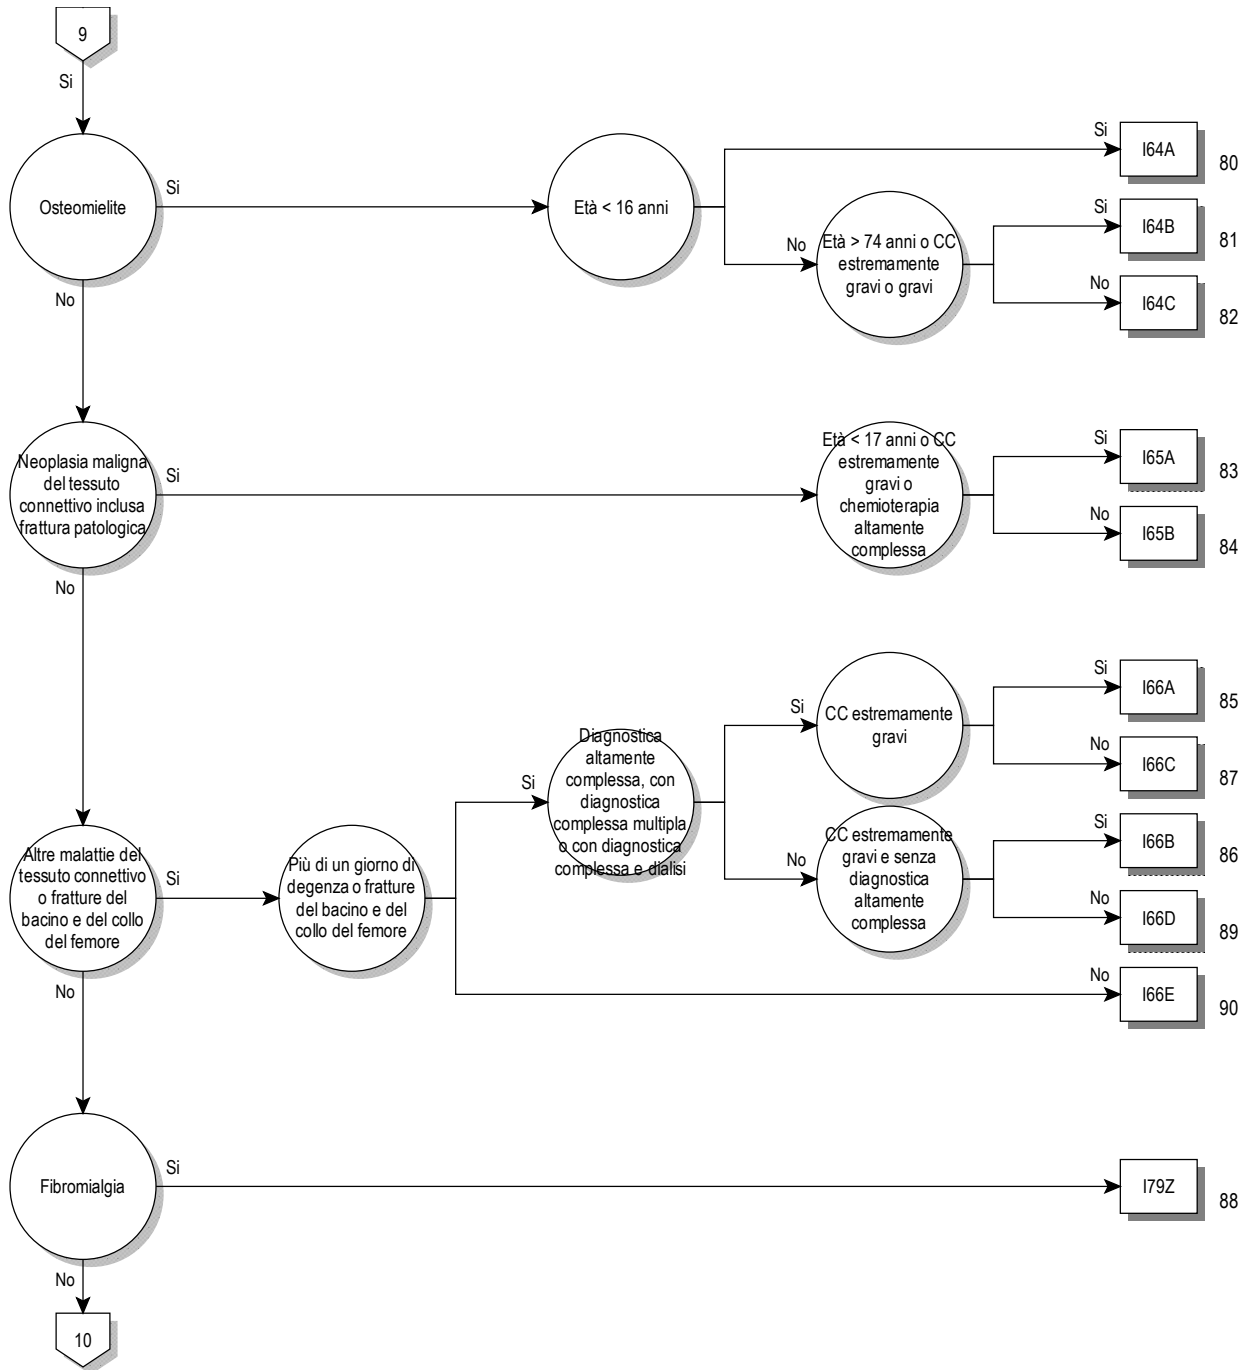 9
Si
Osteomielite
Si
Età < 16 anni
Si
I64A
80
No
Età > 74 anni o CC
estremamente
gravi o gravi
Si
I64B
81
No
I64C
82
No
Neoplasia maligna
del tessuto
connettivo inclusa
frattura patologica
Si
Età < 17 anni o CC
estremamente
gravi o
chemioterapia
altamente
complessa
Si
I65A
83
No
I65B
84
No
Altre malattie del
tessuto connettivo
o fratture del
bacino e del collo
del femore
Si
Più di un giorno di
degenza o fratture
del bacino e del
collo del femore
Si
Diagnostica
altamente
complessa, con
diagnostica
complessa multipla
o con diagnostica
complessa e dialisi
Si
CC estremamente
gravi
Si
I66A
85
No
I66C
87
No
CC estremamente
gravi e senza
diagnostica
altamente
complessa
Si
I66B
86
No
I66D
89
No
I66E
90
No
Fibromialgia
Si
I79Z
88
No
10